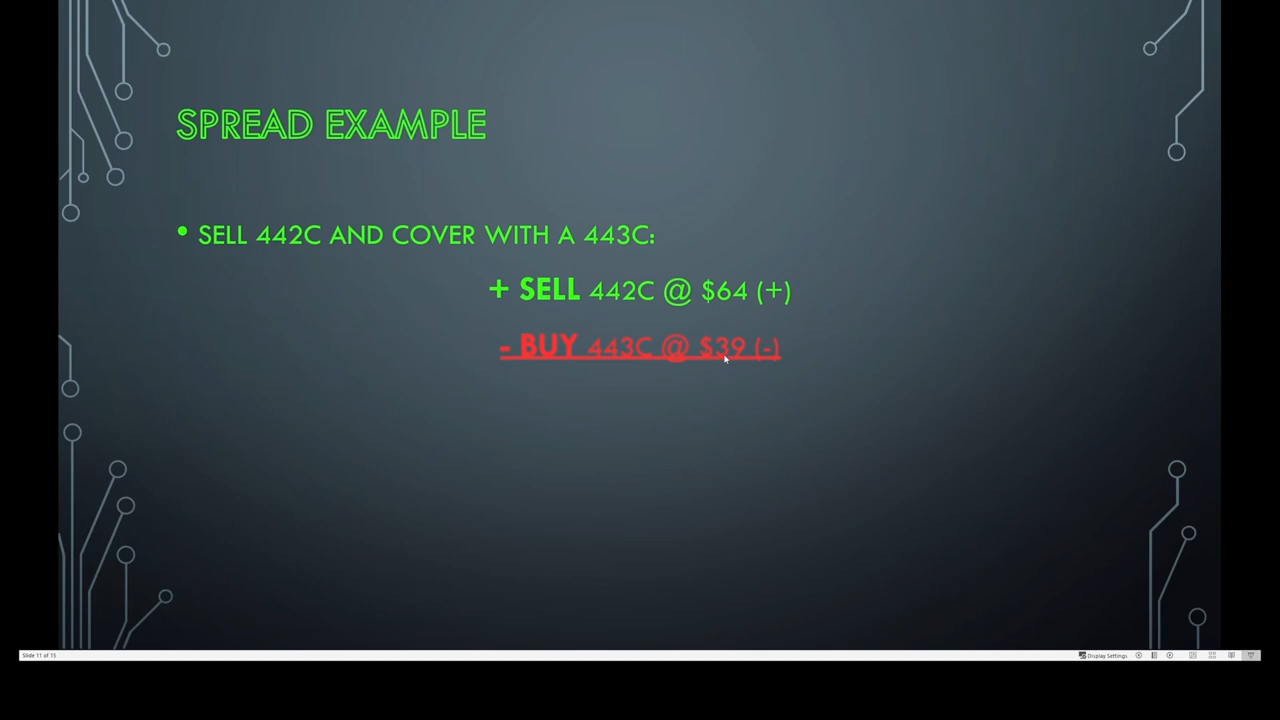 SPREAD EXAMPLE
• SELL 442C AND COVER WITH A 443C:
+ SELL 442C @ $64 (+)
- BUY 443C @ $39 (-)
Slide 11 of 15
Display Settings